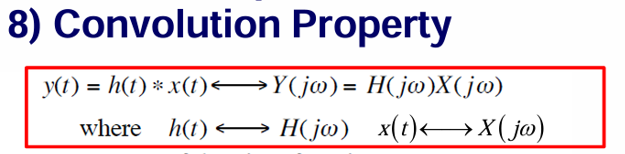 8) Convolution Property
y(t) = h(t) * x(t) ⟷ Y(jω) = H(jω)X(jω)
where h(t) ⟷ H(jω) x(t) ⟷ X(jω)